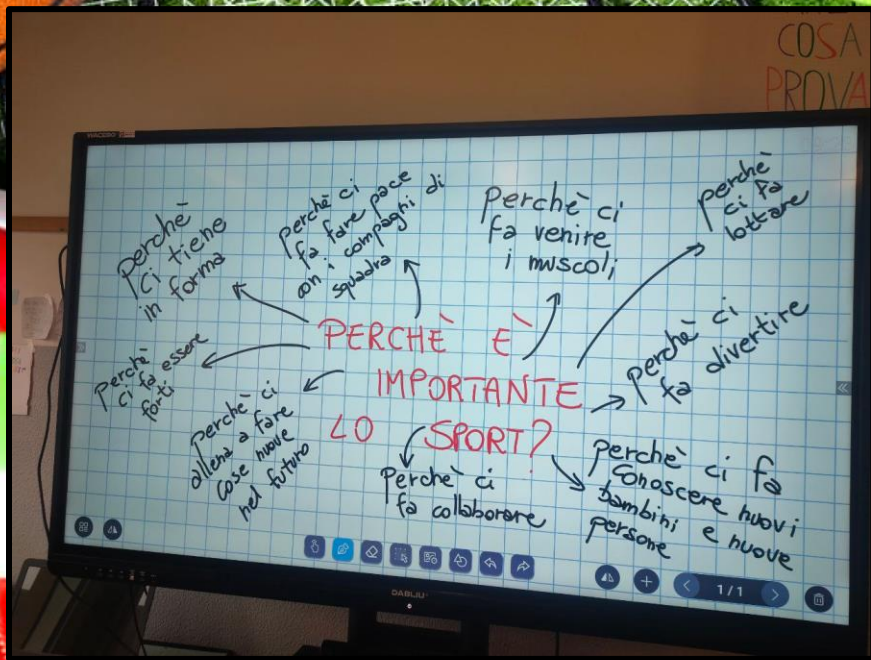 COSA
PROVA
PERCHÈ È
IMPORTANTE
LO SPORT?
perchè
ci tiene
in forma
perchè ci
fa fare pace
con i compagni di
squadra
perchè ci
fa venire
i muscoli
perchè
ci fa
lottare
perchè ci
fa divertire
perchè ci fa
conoscere nuovi
bambini e nuove
persone
perchè ci
fa collaborare
perchè ci
allena a fare
cose nuove
nel futuro
perchè
ci fa essere
forti
1/1
DABLIU